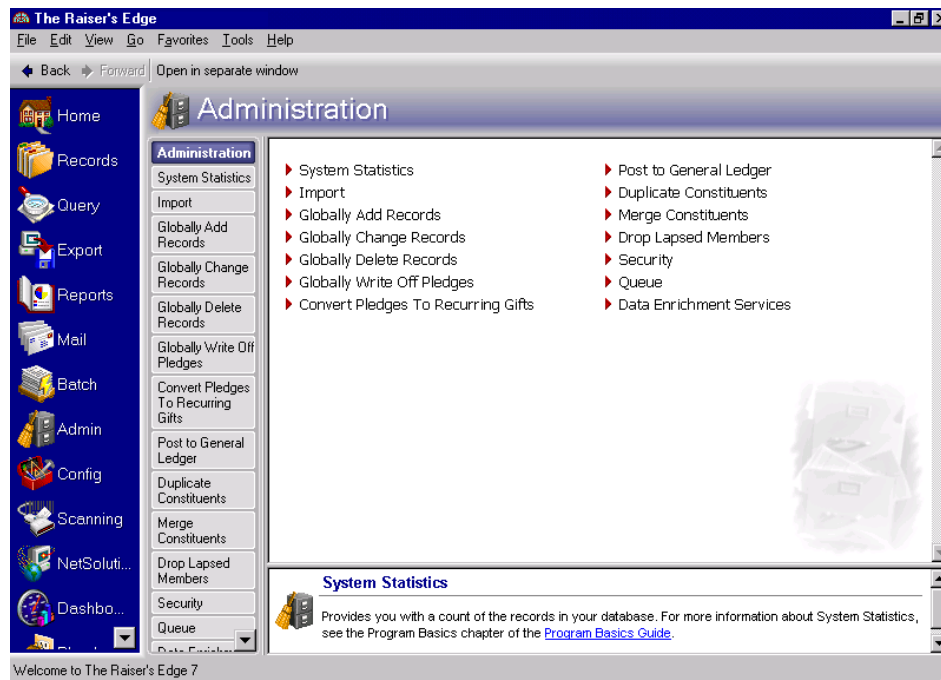 The Raiser's Edge
File Edit View Go Favorites Tools Help
Back Forward Open in separate window
Home
Records
Query
Export
Reports
Mail
Batch
Admin
Config
Scanning
NetSoluti...
Dashbo...
Administration
Administration
System Statistics
Import
Globally Add
Records
Globally Change
Records
Globally Delete
Records
Globally Write Off
Pledges
Convert Pledges
To Recurring
Gifts
Post to General
Ledger
Duplicate
Constituents
Merge
Constituents
Drop Lapsed
Members
Security
Queue
System Statistics
Import
Globally Add Records
Globally Change Records
Globally Delete Records
Globally Write Off Pledges
Convert Pledges To Recurring Gifts
Post to General Ledger
Duplicate Constituents
Merge Constituents
Drop Lapsed Members
Security
Queue
Data Enrichment Services
System Statistics
Provides you with a count of the records in your database. For more information about System Statistics,
see the Program Basics chapter of the Program Basics Guide.
Welcome to The Raiser's Edge 7